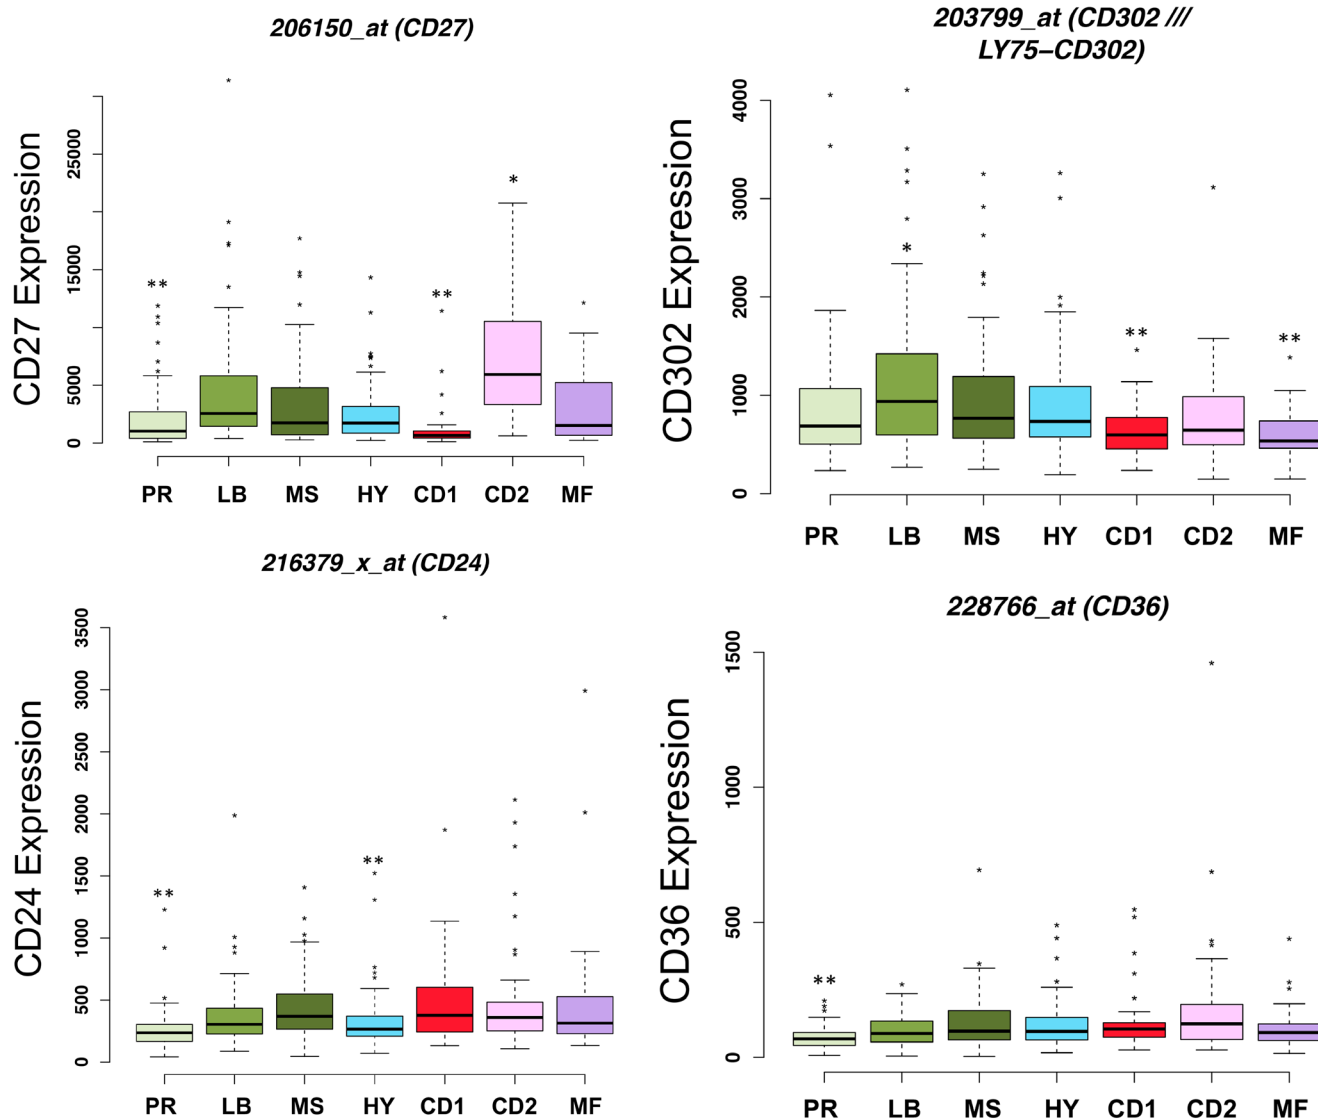 206150_at (CD27)
CD27 Expression
0
5000
15000
25000
**
**
*
PR LB MS HY CD1 CD2 MF
203799_at (CD302 ///
LY75–CD302)
CD302 Expression
0
1000
2000
3000
4000
*
**
**
PR LB MS HY CD1 CD2 MF
216379_x_at (CD24)
CD24 Expression
0
500
1000
1500
2000
2500
3000
3500
**
**
PR LB MS HY CD1 CD2 MF
228766_at (CD36)
CD36 Expression
0
500
1000
1500
**
PR LB MS HY CD1 CD2 MF